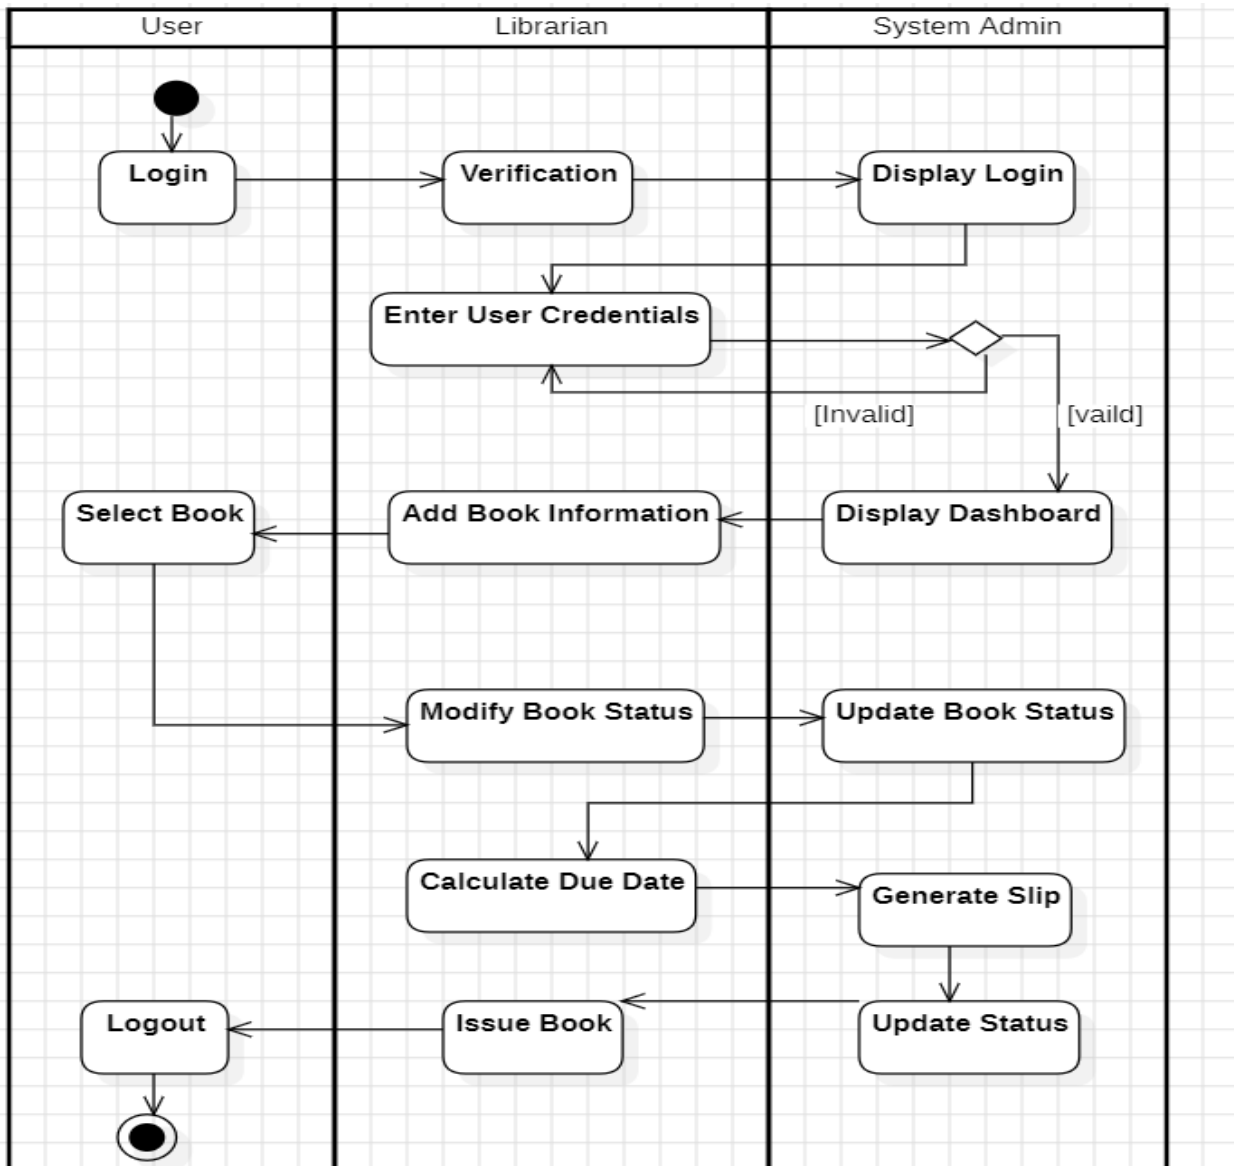 User
Librarian
System Admin
Login
Verification
Display Login
Enter User Credentials
[Invalid]
[vaild]
Select Book
Add Book Information
Display Dashboard
Modify Book Status
Update Book Status
Calculate Due Date
Generate Slip
Logout
Issue Book
Update Status